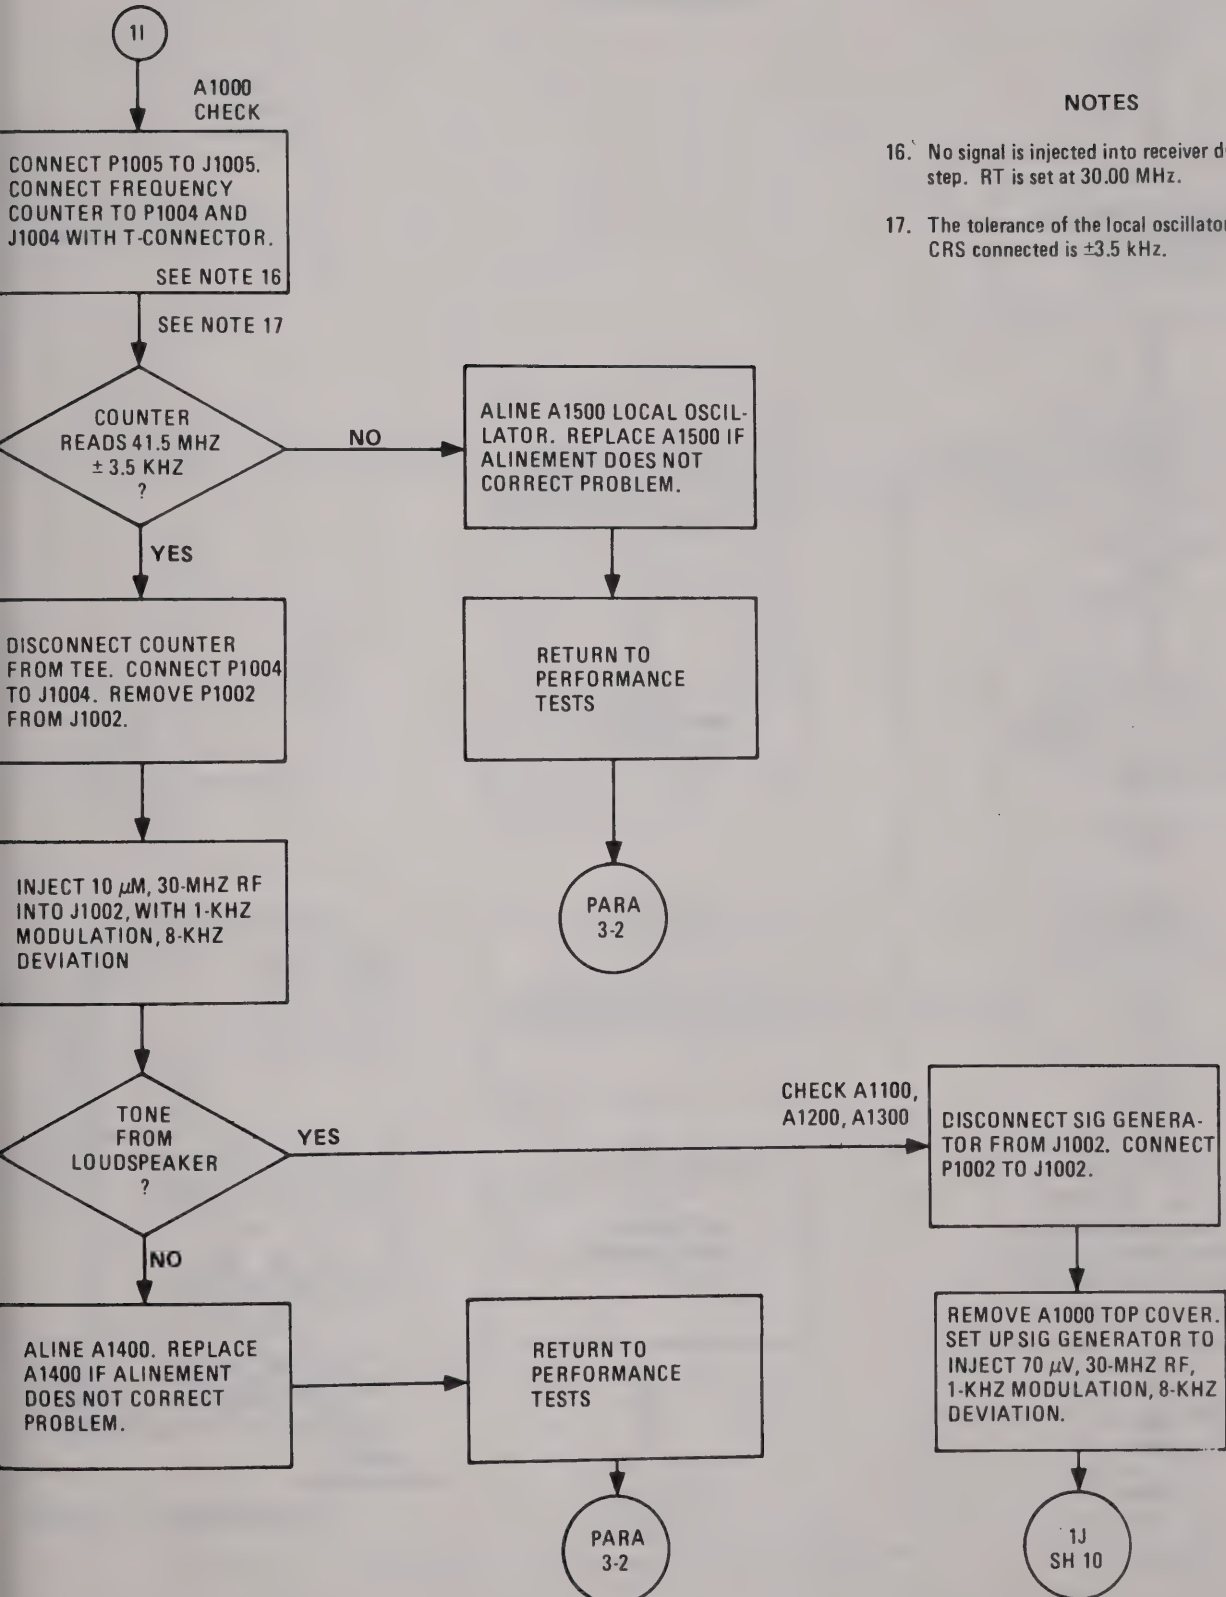 1I
A1000
CHECK
CONNECT P1005 TO J1005.
CONNECT FREQUENCY
COUNTER TO P1004 AND
J1004 WITH T-CONNECTOR.
SEE NOTE 16
SEE NOTE 17
COUNTER
READS 41.5 MHZ
± 3.5 KHZ
?
NO
ALINE A1500 LOCAL OSCIL-
LATOR. REPLACE A1500 IF
ALINEMENT DOES NOT
CORRECT PROBLEM.
RETURN TO
PERFORMANCE
TESTS
PARA
3-2
YES
DISCONNECT COUNTER
FROM TEE. CONNECT P1004
TO J1004. REMOVE P1002
FROM J1002.
INJECT 10 μM, 30-MHZ RF
INTO J1002, WITH 1-KHZ
MODULATION, 8-KHZ
DEVIATION
TONE
FROM
LOUDSPEAKER
?
YES
CHECK A1100,
A1200, A1300
DISCONNECT SIG GENERA-
TOR FROM J1002. CONNECT
P1002 TO J1002.
REMOVE A1000 TOP COVER.
SET UP SIG GENERATOR TO
INJECT 70 μV, 30-MHZ RF,
1-KHZ MODULATION, 8-KHZ
DEVIATION.
1J
SH 10
NO
ALINE A1400. REPLACE
A1400 IF ALINEMENT
DOES NOT CORRECT
PROBLEM.
RETURN TO
PERFORMANCE
TESTS
PARA
3-2
NOTES
16. No signal is injected into receiver
step. RT is set at 30.00 MHz.
17. The tolerance of the local oscillator
CRS connected is ±3.5 kHz.